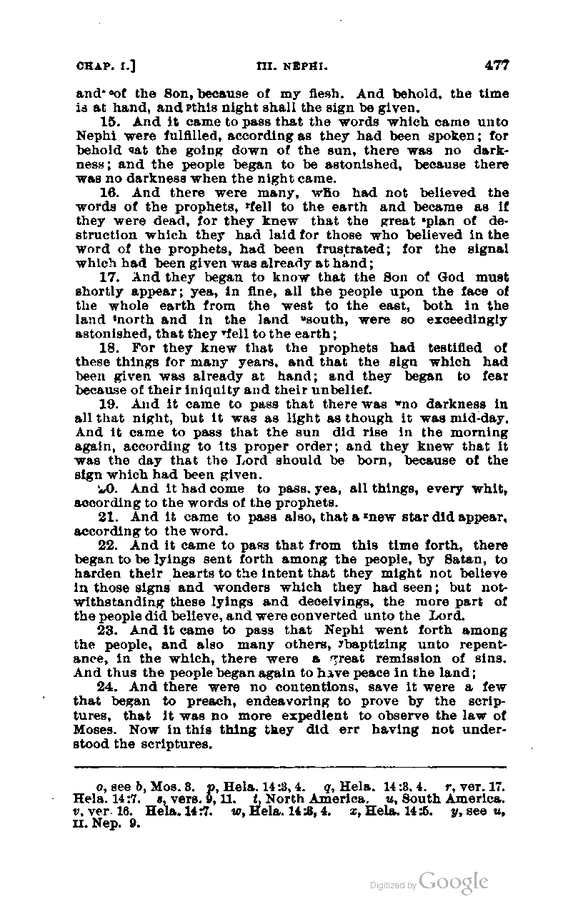 CHAP. I.] III. NEPHI. 477
and ᵒof the Son, because of my flesh. And behold, the time
is at hand, and ᵖthis night shall the sign be given.
15. And it came to pass that the words which came unto
Nephi were fulfilled, according as they had been spoken; for
behold qat the going down of the sun, there was no dark-
ness; and the people began to be astonished, because there
was no darkness when the night came.
16. And there were many, who had not believed the
words of the prophets, ʳfell to the earth and became as if
they were dead, for they knew that the great ˢplan of de-
struction which they had laid for those who believed in the
word of the prophets, had been frustrated; for the signal
which had been given was already at hand;
17. And they began to know that the Son of God must
shortly appear; yea, in fine, all the people upon the face of
the whole earth from the west to the east, both in the
land ᵗnorth and in the land ᵘsouth, were so exceedingly
astonished, that they ᵛfell to the earth;
18. For they knew that the prophets had testified of
these things for many years, and that the sign which had
been given was already at hand; and they began to fear
because of their iniquity and their unbelief.
19. And it came to pass that there was ʷno darkness in
all that night, but it was as light as though it was mid-day.
And it came to pass that the sun did rise in the morning
again, according to its proper order; and they knew that it
was the day that the Lord should be born, because of the
sign which had been given.
20. And it had come to pass, yea, all things, every whit,
according to the words of the prophets.
21. And it came to pass also, that a ˣnew star did appear,
according to the word.
22. And it came to pass that from this time forth, there
began to be lyings sent forth among the people, by Satan, to
harden their hearts to the intent that they might not believe
in those signs and wonders which they had seen; but not-
withstanding these lyings and deceivings, the more part of
the people did believe, and were converted unto the Lord.
23. And it came to pass that Nephi went forth among
the people, and also many others, ʸbaptizing unto repent-
ance, in the which, there were a great remission of sins.
And thus the people began again to have peace in the land;
24. And there were no contentions, save it were a few
that began to preach, endeavoring to prove by the scrip-
tures, that it was no more expedient to observe the law of
Moses. Now in this thing they did err having not under-
stood the scriptures.
o, see b, Mos. 8. p, Hela. 14:3, 4. q, Hela. 14:3, 4. r, ver. 17.
Hela. 14:7. s, vers. 9, 11. t, North America. u, South America.
v, ver. 16. Hela. 14:7. w, Hela. 14:3, 4. x, Hela. 14:5. y, see u,
II. Nep. 9.
Digitized by Google